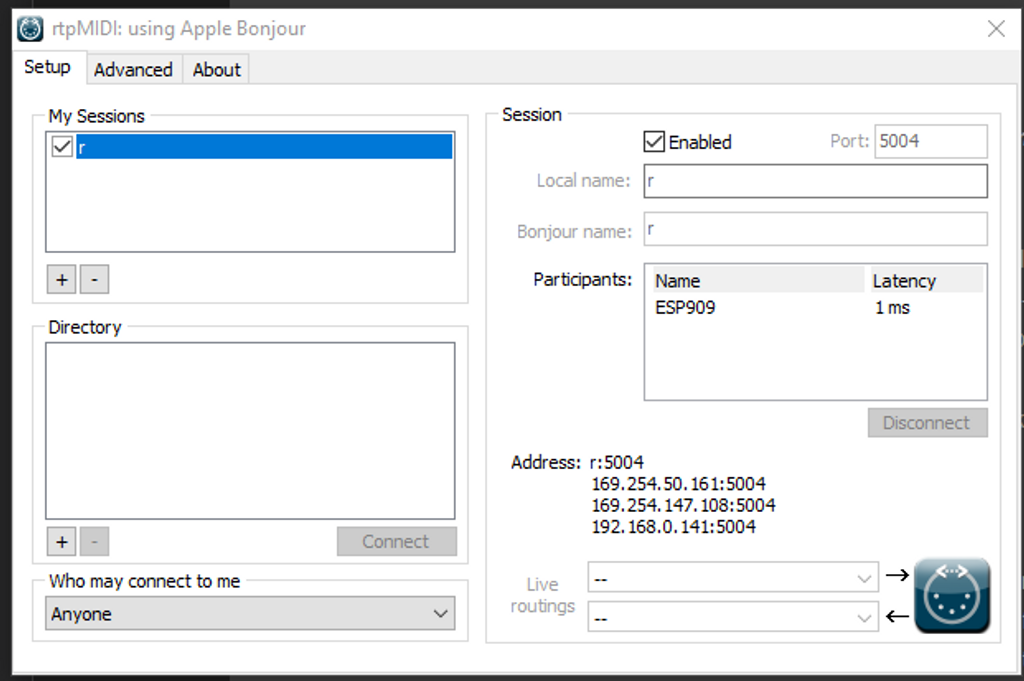 rtpMIDI: using Apple Bonjour
Setup Advanced About
My Sessions
r
+ -
Directory
+ - Connect
Who may connect to me
Anyone
Session
Enabled Port: 5004
Local name: r
Bonjour name: r
Participants: Name Latency
ESP909 1 ms
Disconnect
Address: r:5004
169.254.50.161:5004
169.254.147.108:5004
192.168.0.141:5004
Live routings
--
--